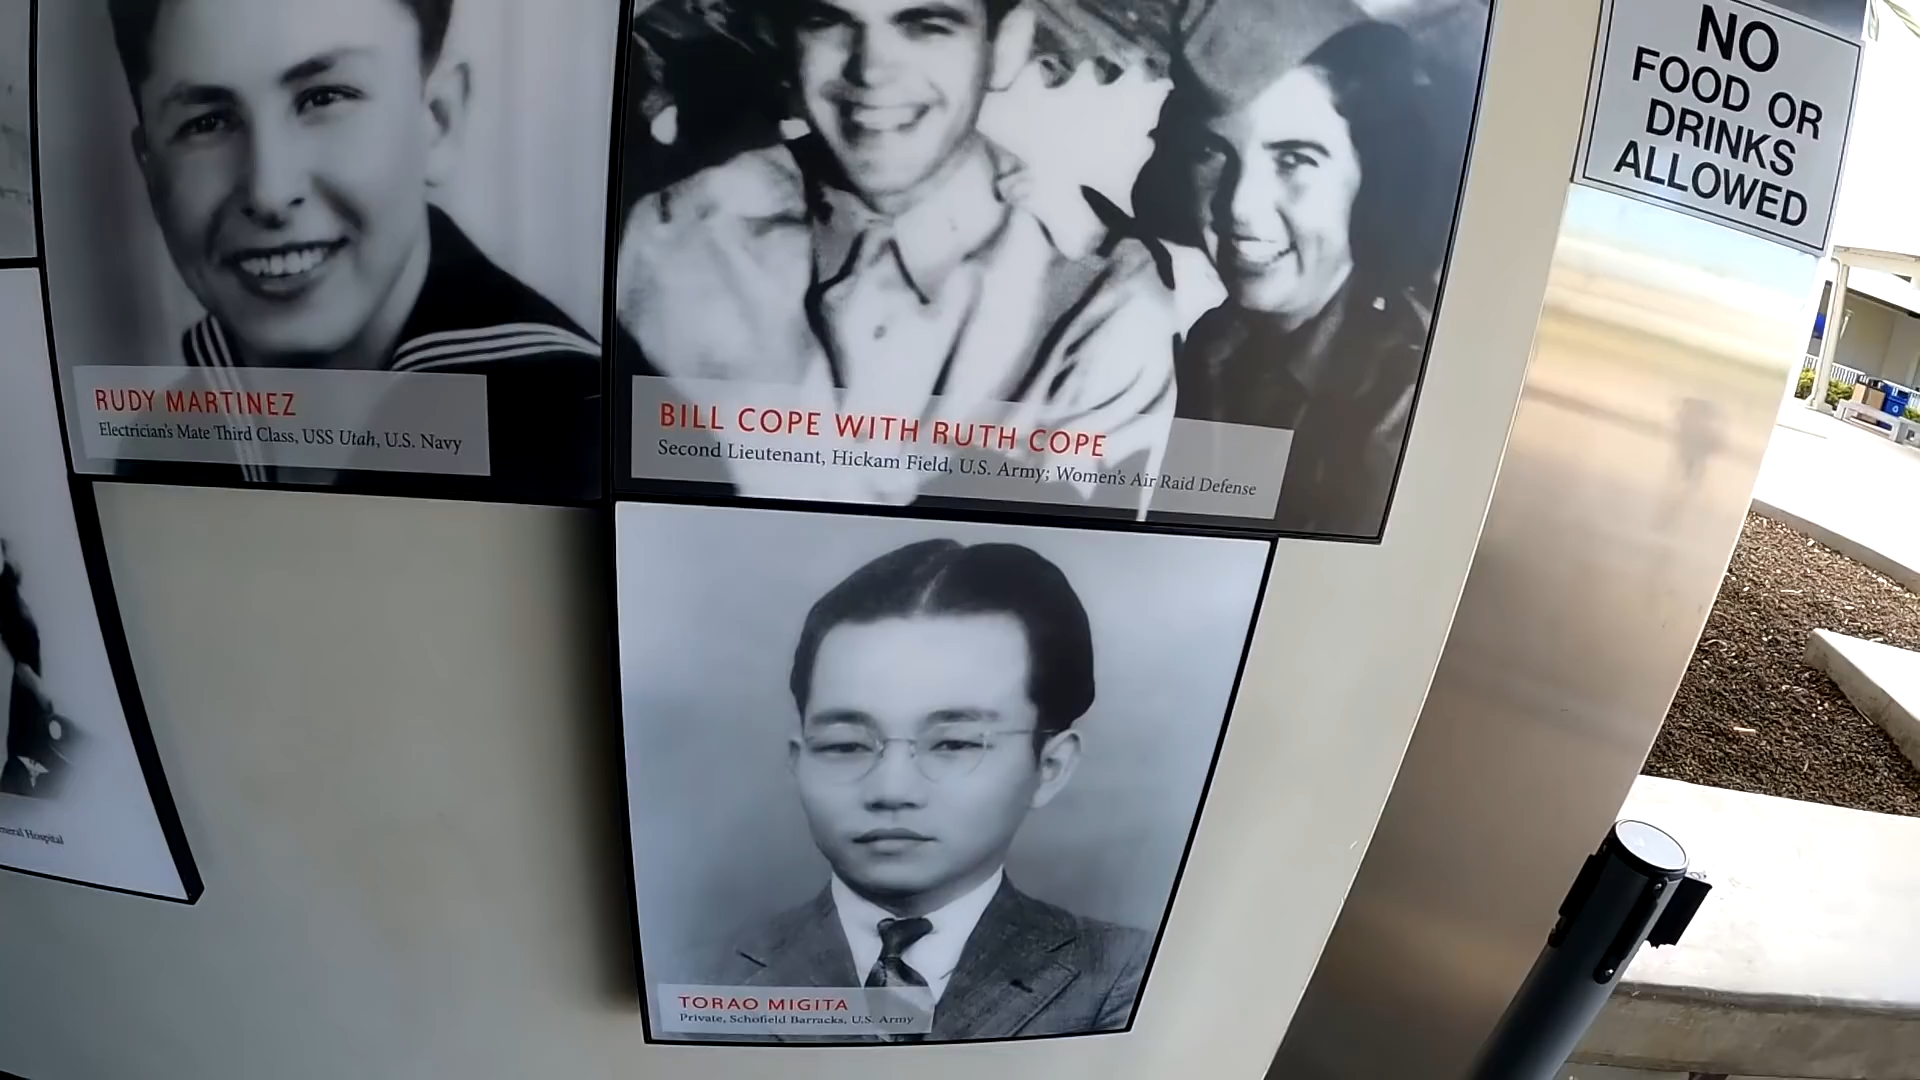 NO
FOOD OR
DRINKS
ALLOWED
RUDY MARTINEZ
Electrician's Mate Third Class, USS Utah, U.S. Navy
BILL COPE WITH RUTH COPE
Second Lieutenant, Hickam Field, U.S. Army; Women's Air Raid Defense
Hospital
TORAO MIGITA
Private, Schofield Barracks, U.S. Army